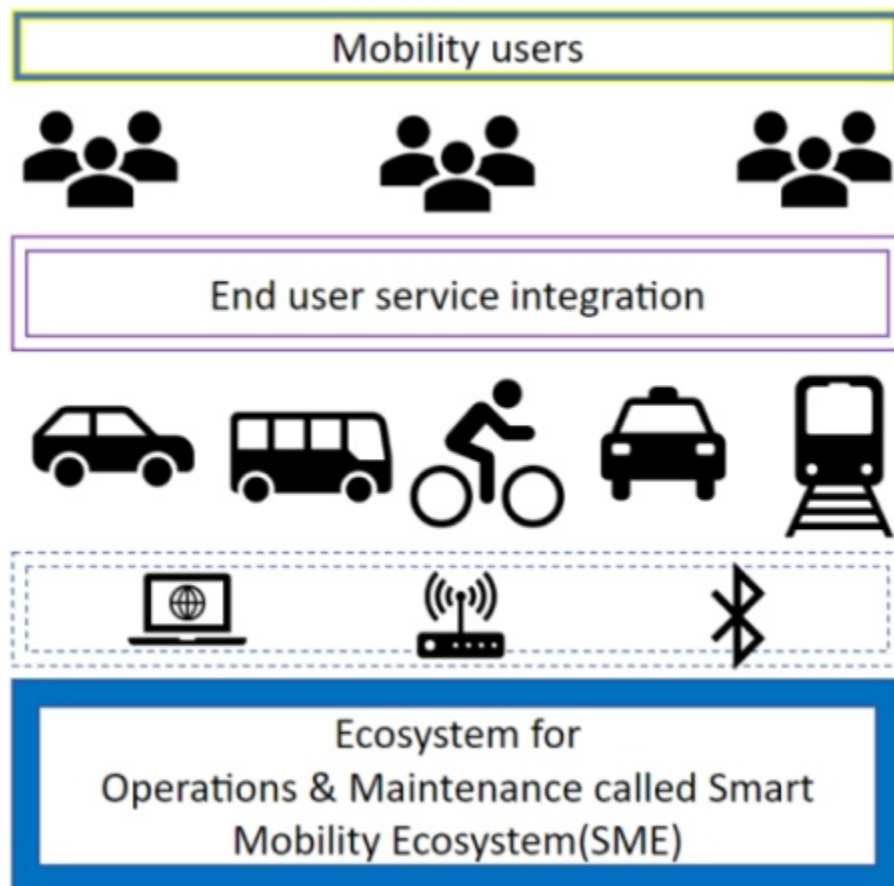 Mobility users
End user service integration
Ecosystem for
Operations & Maintenance called Smart
Mobility Ecosystem(SME)